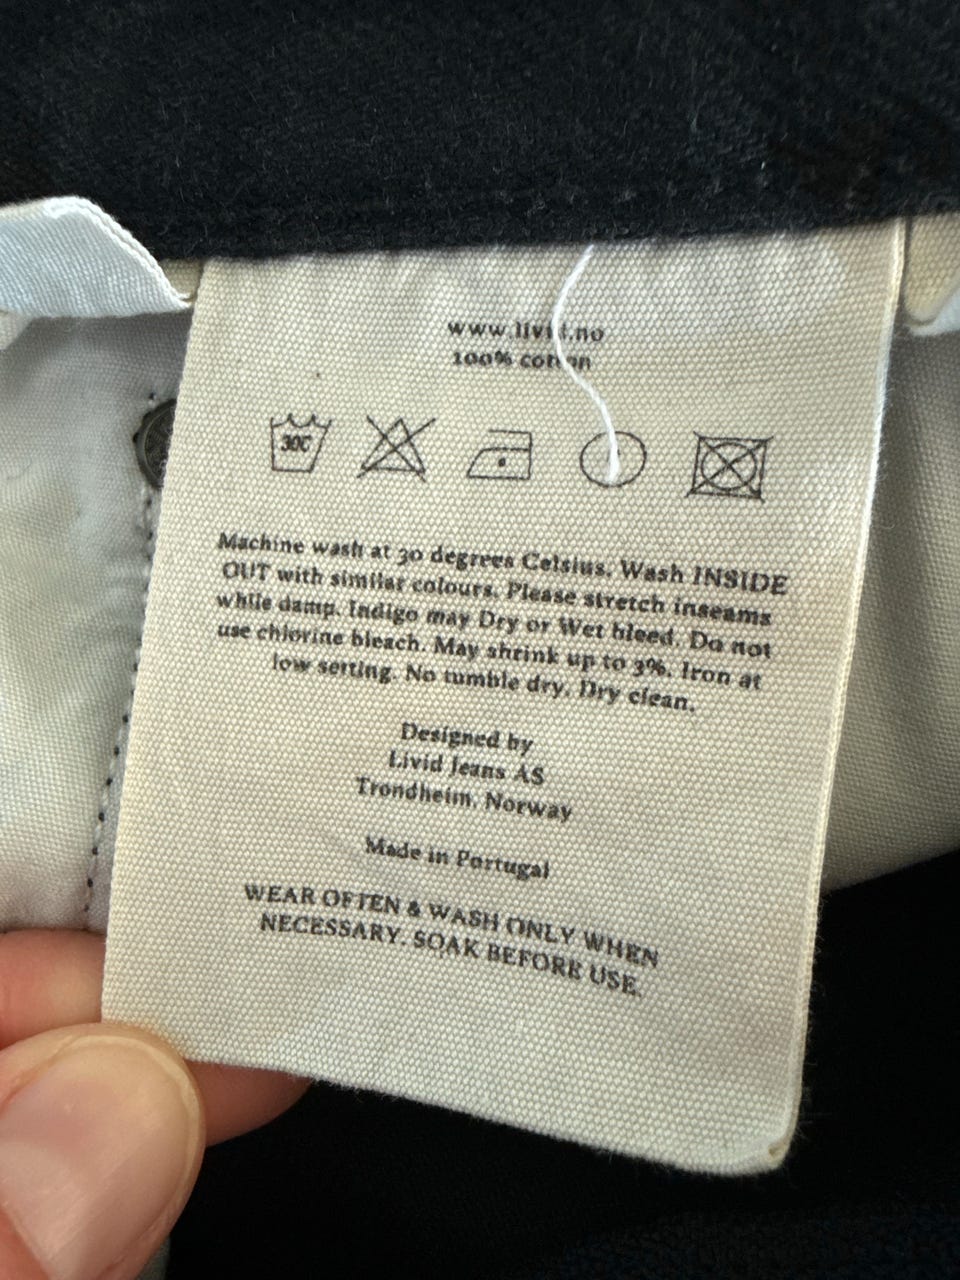 www.livid.no
100% cotton
30C
Machine wash at 30 degrees Celsius. Wash INSIDE
OUT with similar colours. Please stretch inseams
while damp. Indigo may Dry or Wet bleed. Do not
use chlorine bleach. May shrink up to 3%. Iron at
low setting. No tumble dry. Dry clean.
Designed by
Livid Jeans AS
Trondheim, Norway
Made in Portugal
WEAR OFTEN & WASH ONLY WHEN
NECESSARY. SOAK BEFORE USE.